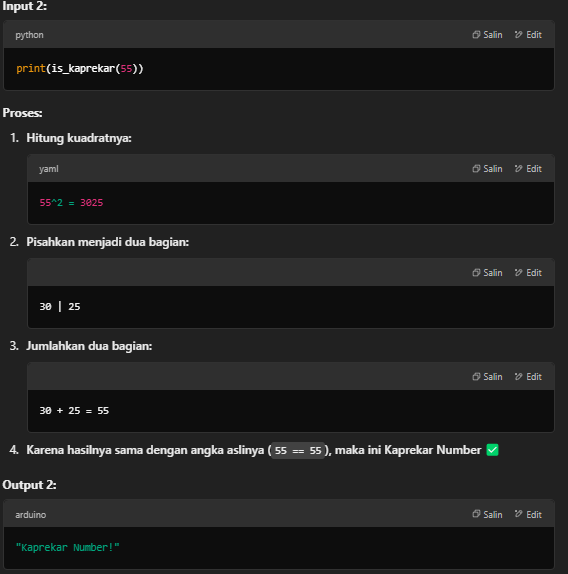 Input 2:
python Salin Edit
print(is_kaprekar(55))
Proses:
1. Hitung kuadratnya:
yaml Salin Edit
55^2 = 3025
2. Pisahkan menjadi dua bagian:
Salin Edit
30 | 25
3. Jumlahkan dua bagian:
Salin Edit
30 + 25 = 55
4. Karena hasilnya sama dengan angka aslinya (55 == 55), maka ini Kaprekar Number ✅
Output 2:
arduino Salin Edit
"Kaprekar Number!"